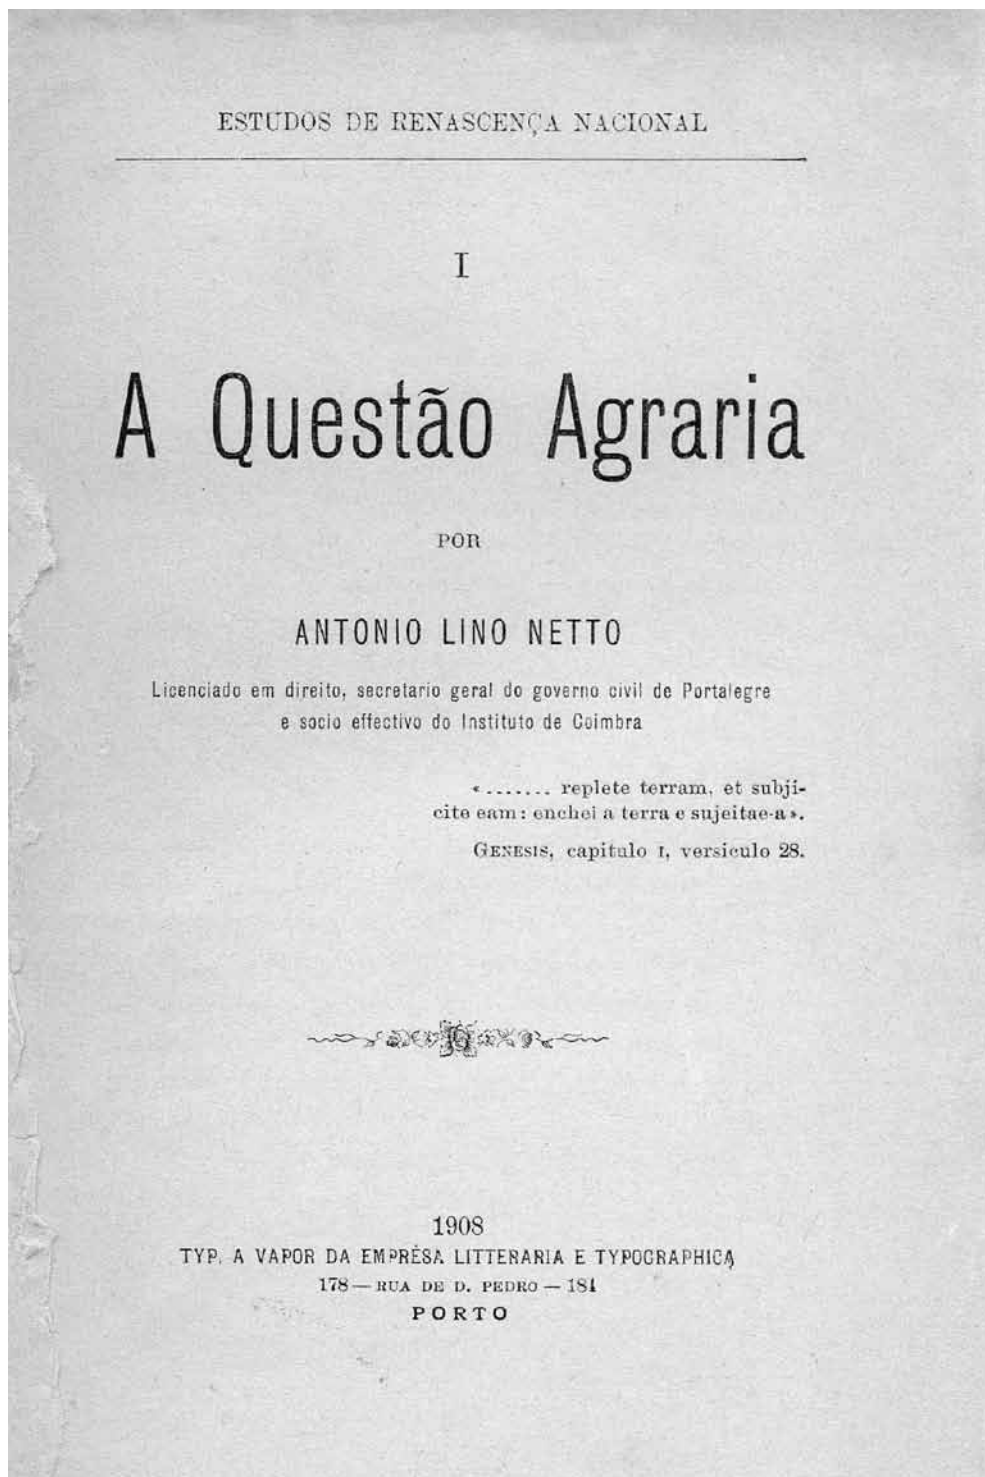 ESTUDOS DE RENASCENÇA NACIONAL
I
A Questão Agraria
POR
ANTONIO LINO NETTO
Licenciado em direito, secretario geral do governo civil de Portalegre
e socio effectivo do Instituto de Coimbra
«....... replete terram, et subji-
cite eam: enchei a terra e sujeitae-a».
GENESIS, capitulo I, versiculo 28.
1908
TYP. A VAPOR DA EMPRÊSA LITTERARIA E TYPOGRAPHICA
178 — RUA DE D. PEDRO — 184
PORTO